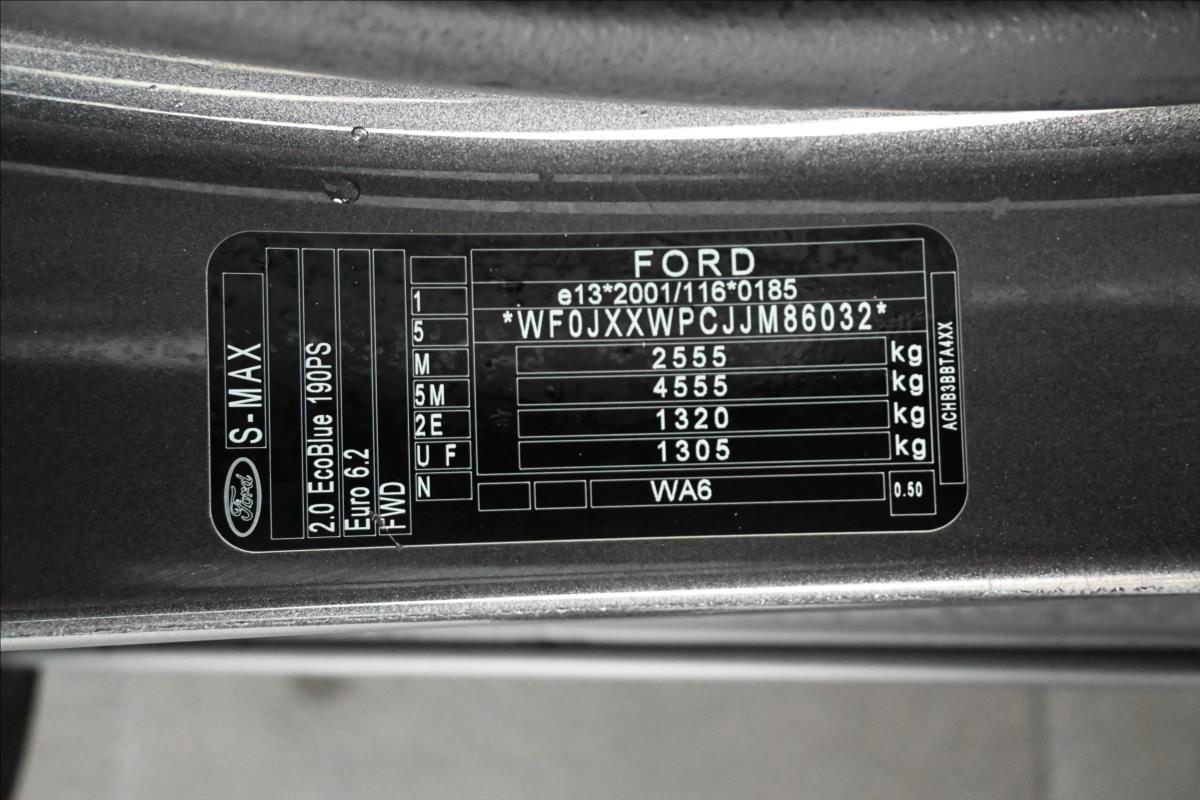 FORD
e13*2001/116*0185
*WF0JXXWPCJJM86032*
2555 kg
4555 kg
1320 kg
1305 kg
WA6
0.50
1
5
M
5M
2E
U F
N
S-MAX
Ford
2.0 EcoBlue 190PS
Euro 6.2
FWD
ACHB3BBTA4XX